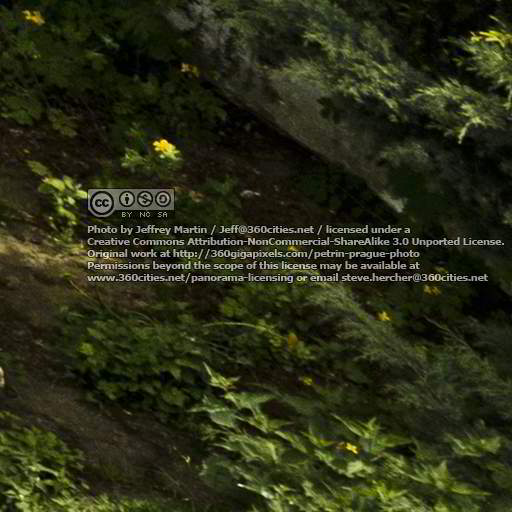 cc
BY NC SA
Photo by Jeffrey Martin / Jeff@360cities.net / licensed under a
Creative Commons Attribution-NonCommercial-ShareAlike 3.0 Unported License.
Original work at http://360gigapixels.com/petrin-prague-photo
Permissions beyond the scope of this license may be available at
www.360cities.net/panorama-licensing or email steve.hercher@360cities.net